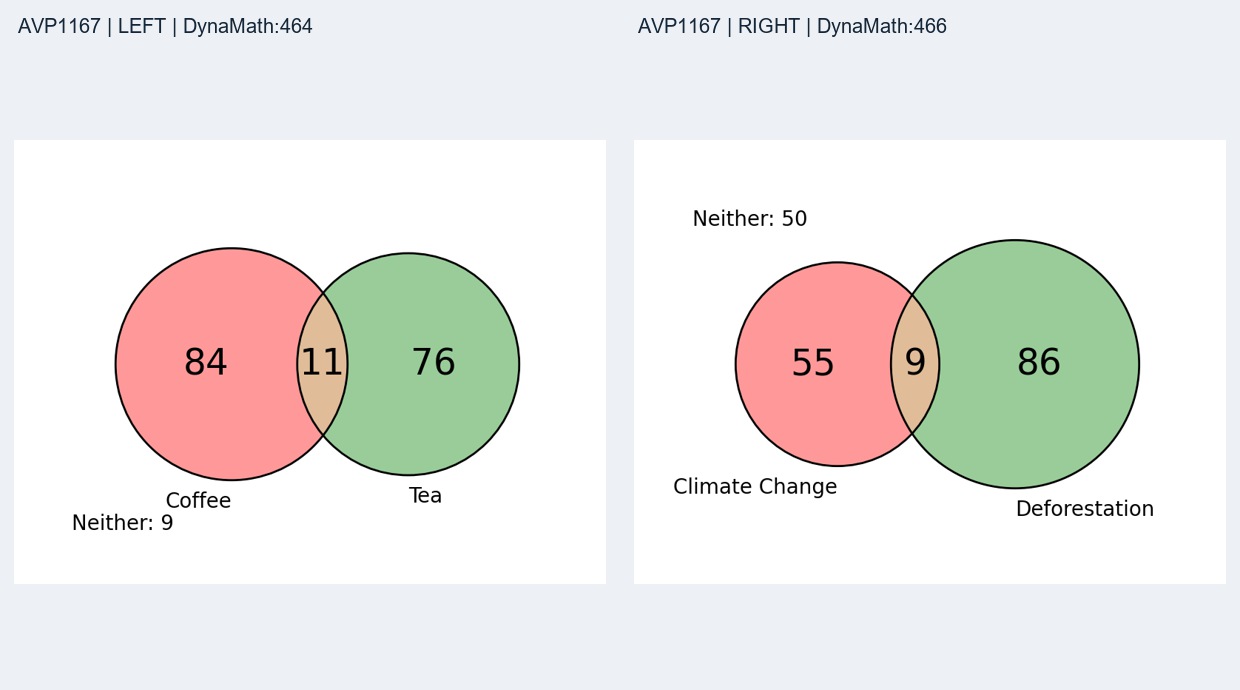 AVP1167 | LEFT | DynaMath:464
84
11
76
Coffee
Tea
Neither: 9
AVP1167 | RIGHT | DynaMath:466
Neither: 50
55
9
86
Climate Change
Deforestation